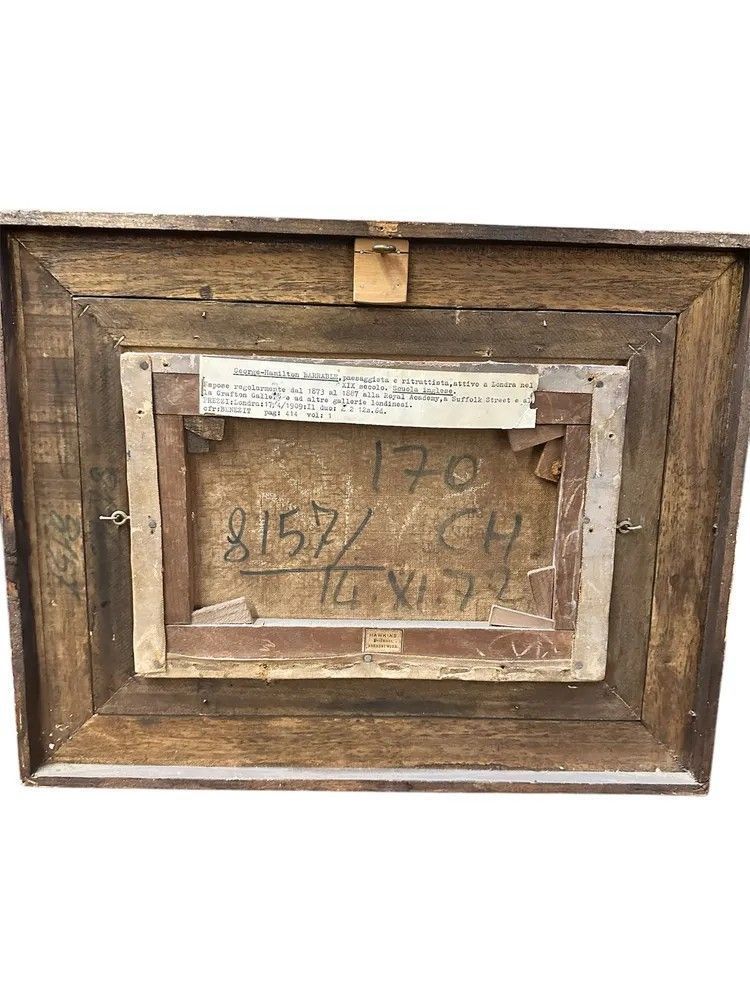 George-Hamilton BARRABLE, paesaggista e ritrattista, attivo a Londra nel
XIX secolo. Scuola inglese.
Espose regolarmente dal 1873 al 1887 alla Royal Academy, a Suffolk Street e al
la Grafton Gallery e ad altre gallerie londinesi.
PREZZI:Londra:17/4/1909:Il duo: £ 2 12s.6d.
cfr:BENEZIT pag: 414 vol: 1
170
8157/ CH
14 XI.72
HAWKINS